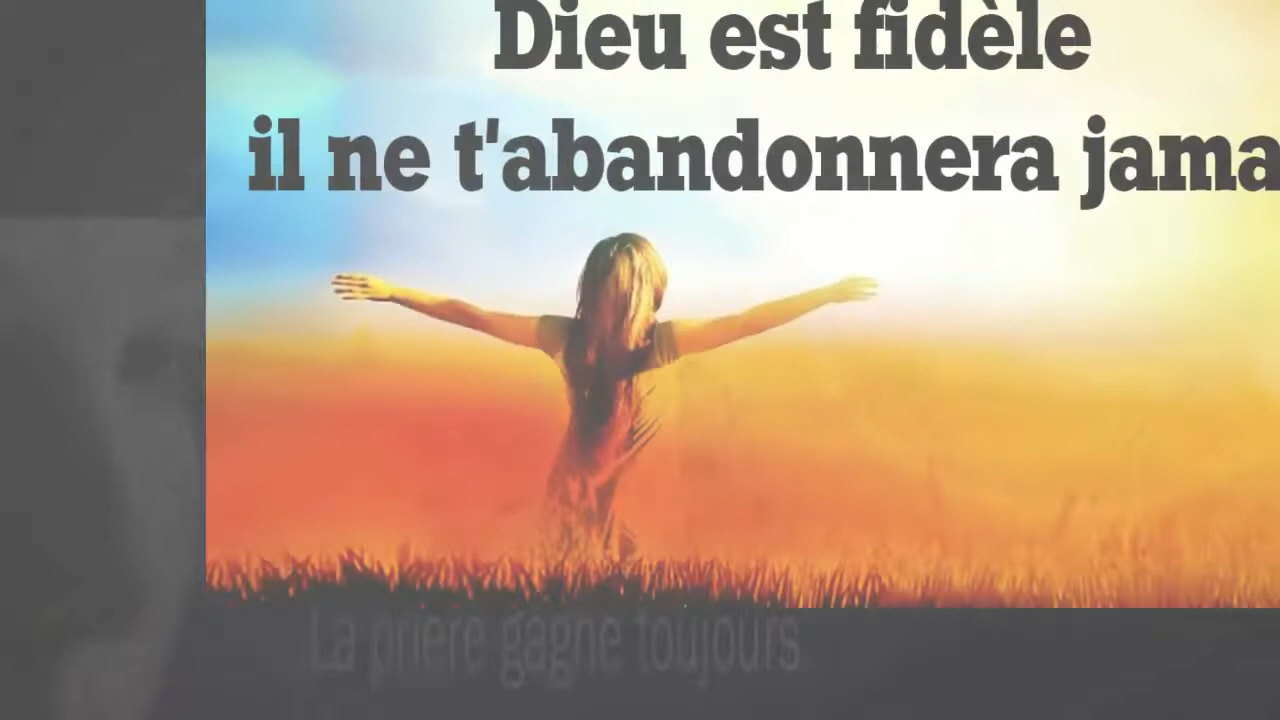 Dieu est fidèle
il ne t'abandonnera jama
La prière gagne toujours